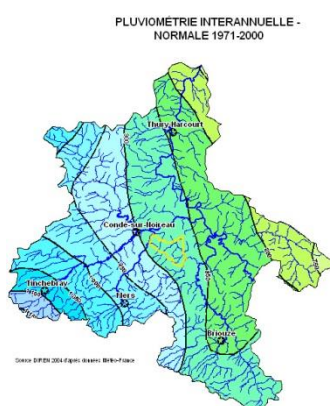 PLUVIOMÉTRIE INTERANNUELLE -
NORMALE 1971-2000
Thury-Harcourt
Condé-sur-Noireau
Tinchebray
Flers
Briouze
Source DIREN 2004 d'après données Météo-France